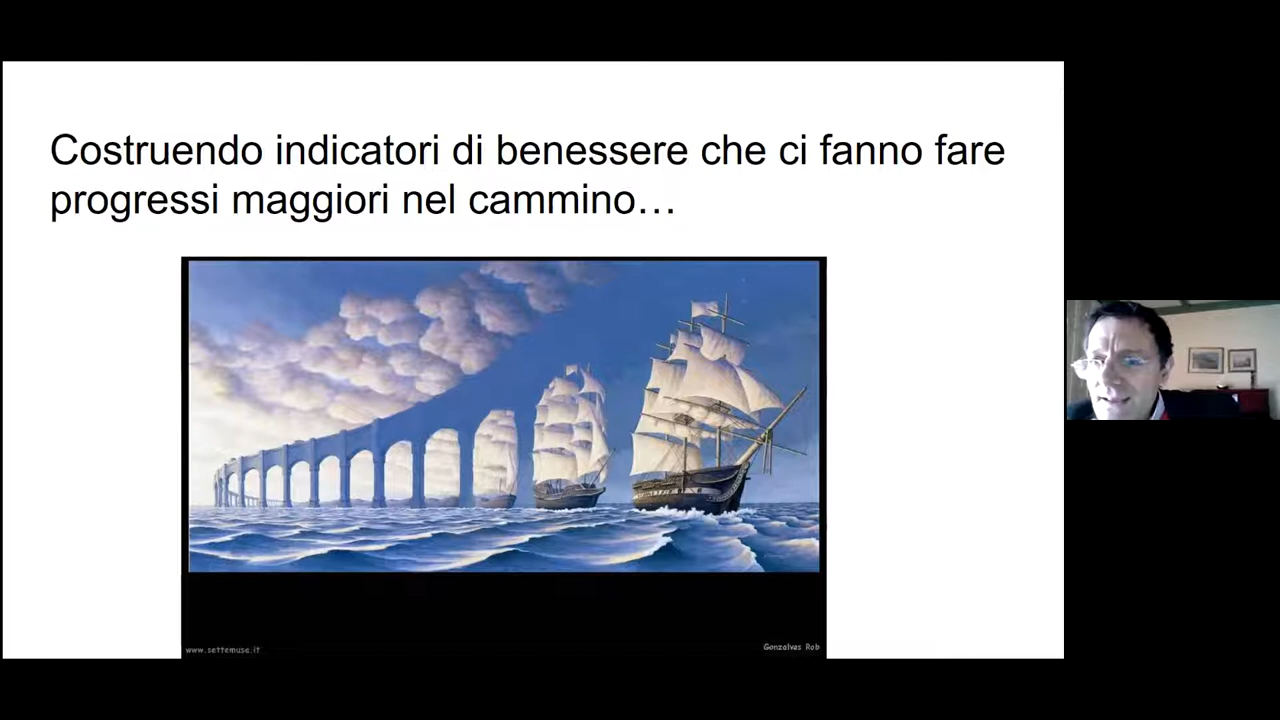 Costruendo indicatori di benessere che ci fanno fare
progressi maggiori nel cammino…
www.settemuse.it
Gonzalves Rob